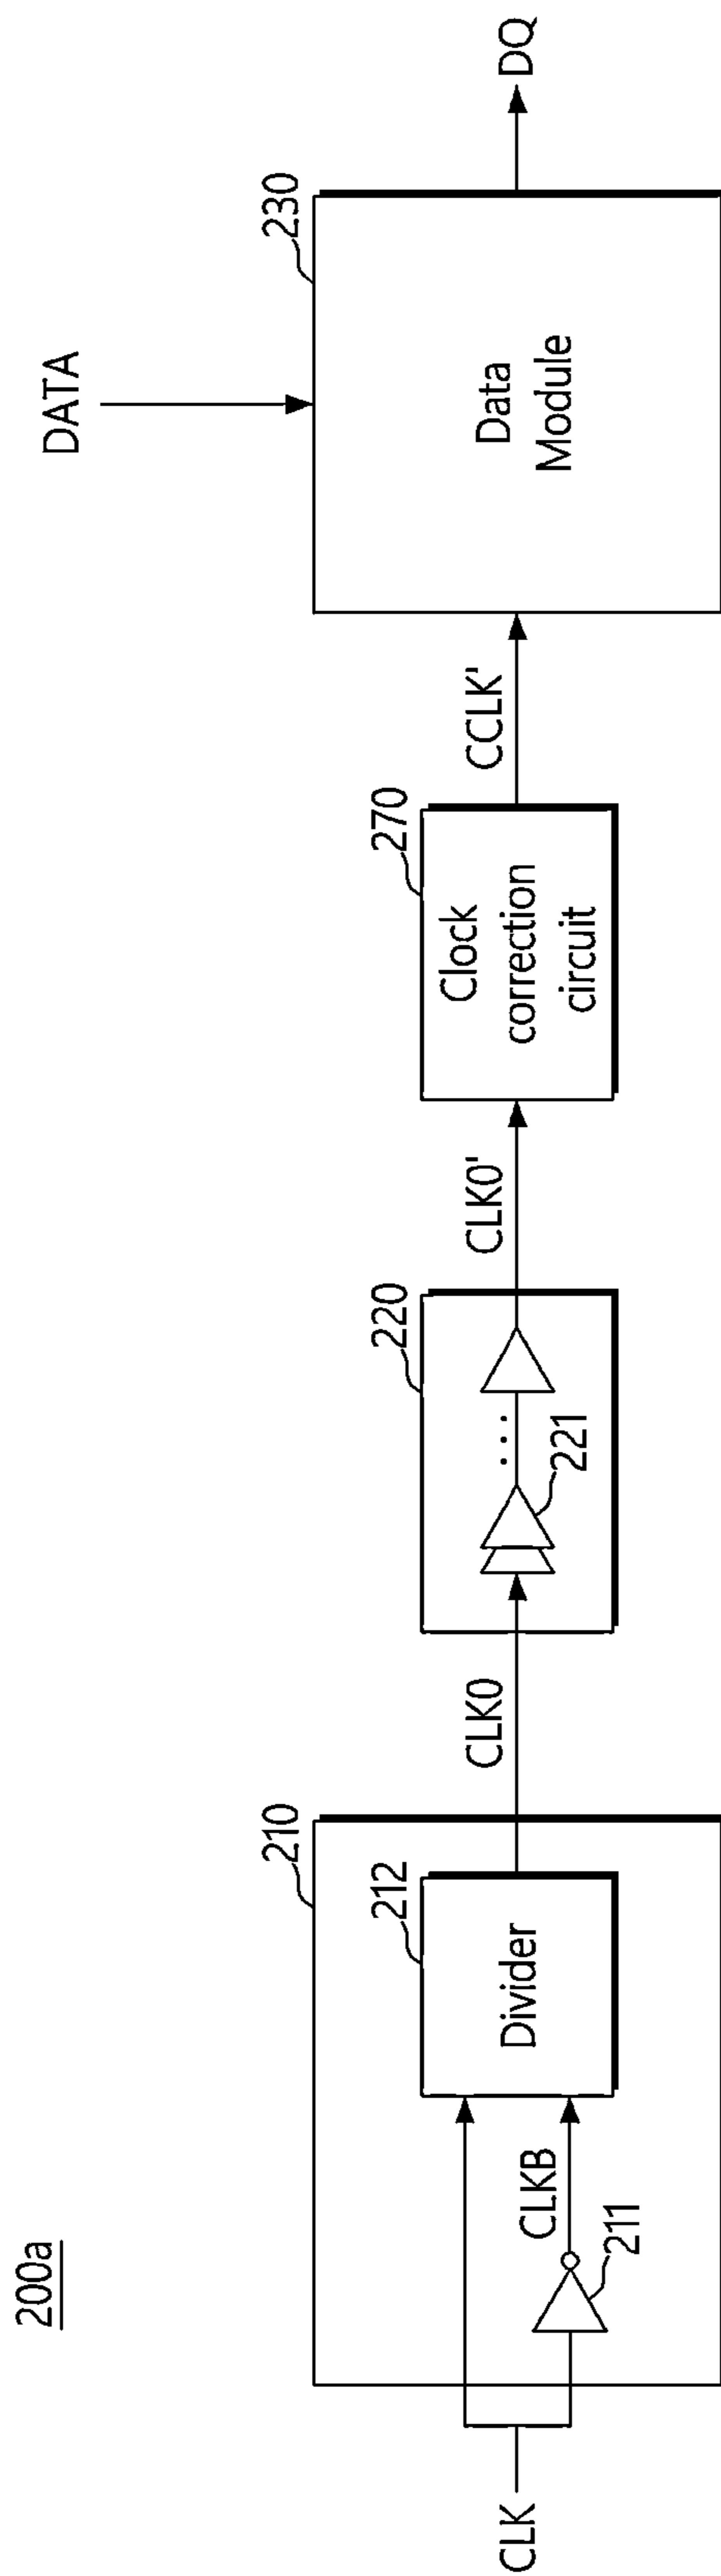 200a
DATA
210
212
220
270
230
CLK
CLKB
211
Divider
CLK0
221
...
CLK0'
Clock
correction
circuit
CCLK'
Data
Module
DQ